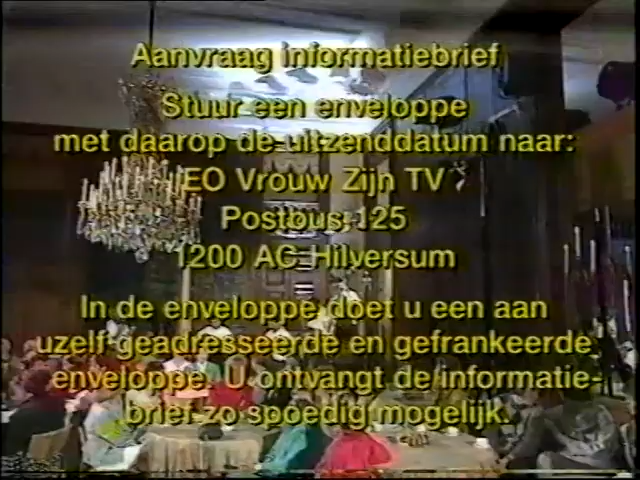 Aanvraag informatiebrief
Stuur een enveloppe
met daarop de uitzenddatum naar:
EO Vrouw Zijn TV
Postbus 125
1200 AC Hilversum
In de enveloppe doet u een aan
uzelf geadresseerde en gefrankeerde
enveloppe. U ontvangt de informatie-
brief zo spoedig mogelijk.